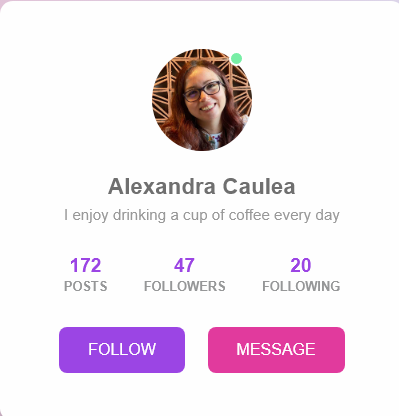 Alexandra Caulea
I enjoy drinking a cup of coffee every day
172 47 20
POSTS FOLLOWERS FOLLOWING
FOLLOW MESSAGE